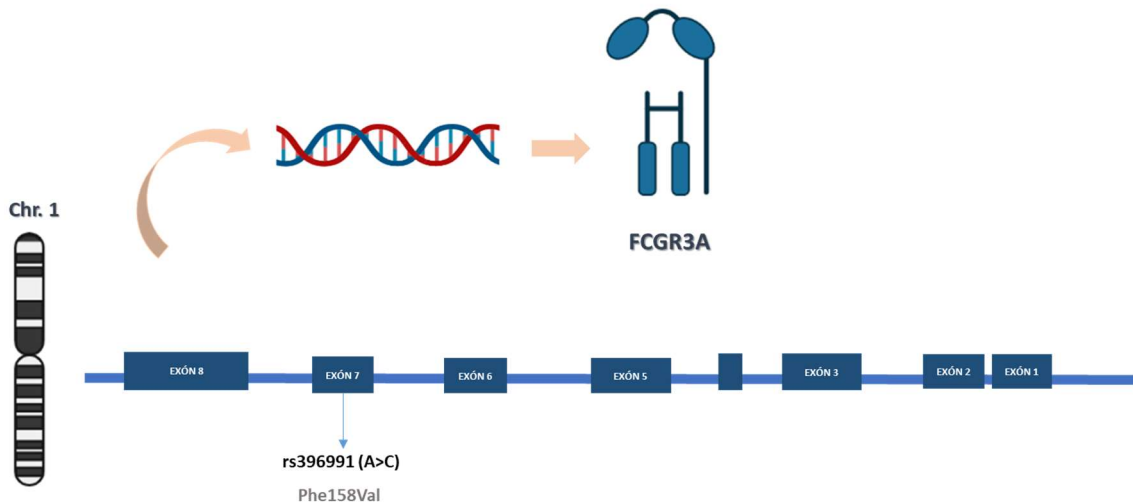 Chr. 1
FCGR3A
EXÓN 8
EXÓN 7
EXÓN 6
EXÓN 5
EXÓN 3
EXÓN 2
EXÓN 1
rs396991 (A>C)
Phe158Val